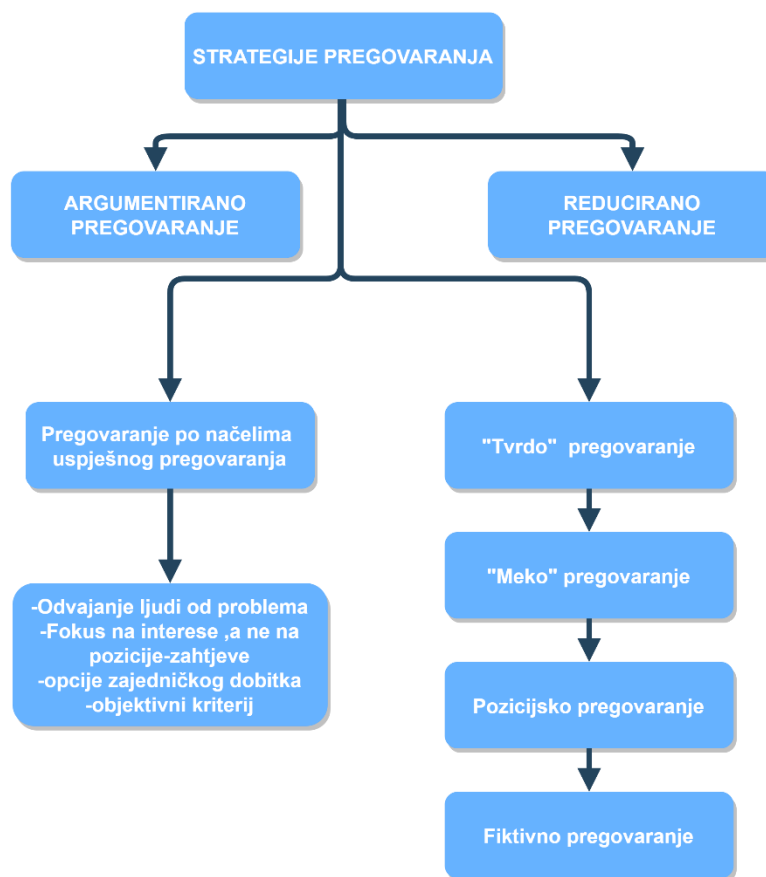 STRATEGIJE PREGOVARANJA
ARGUMENTIRANO
PREGOVARANJE
REDUCIRANO
PREGOVARANJE
Pregovaranje po načelima
uspješnog pregovaranja
"Tvrdo" pregovaranje
"Meko" pregovaranje
-Odvajanje ljudi od problema
-Fokus na interese ,a ne na
pozicije-zahtjeve
-opcije zajedničkog dobitka
-objektivni kriterij
Pozicijsko pregovaranje
Fiktivno pregovaranje